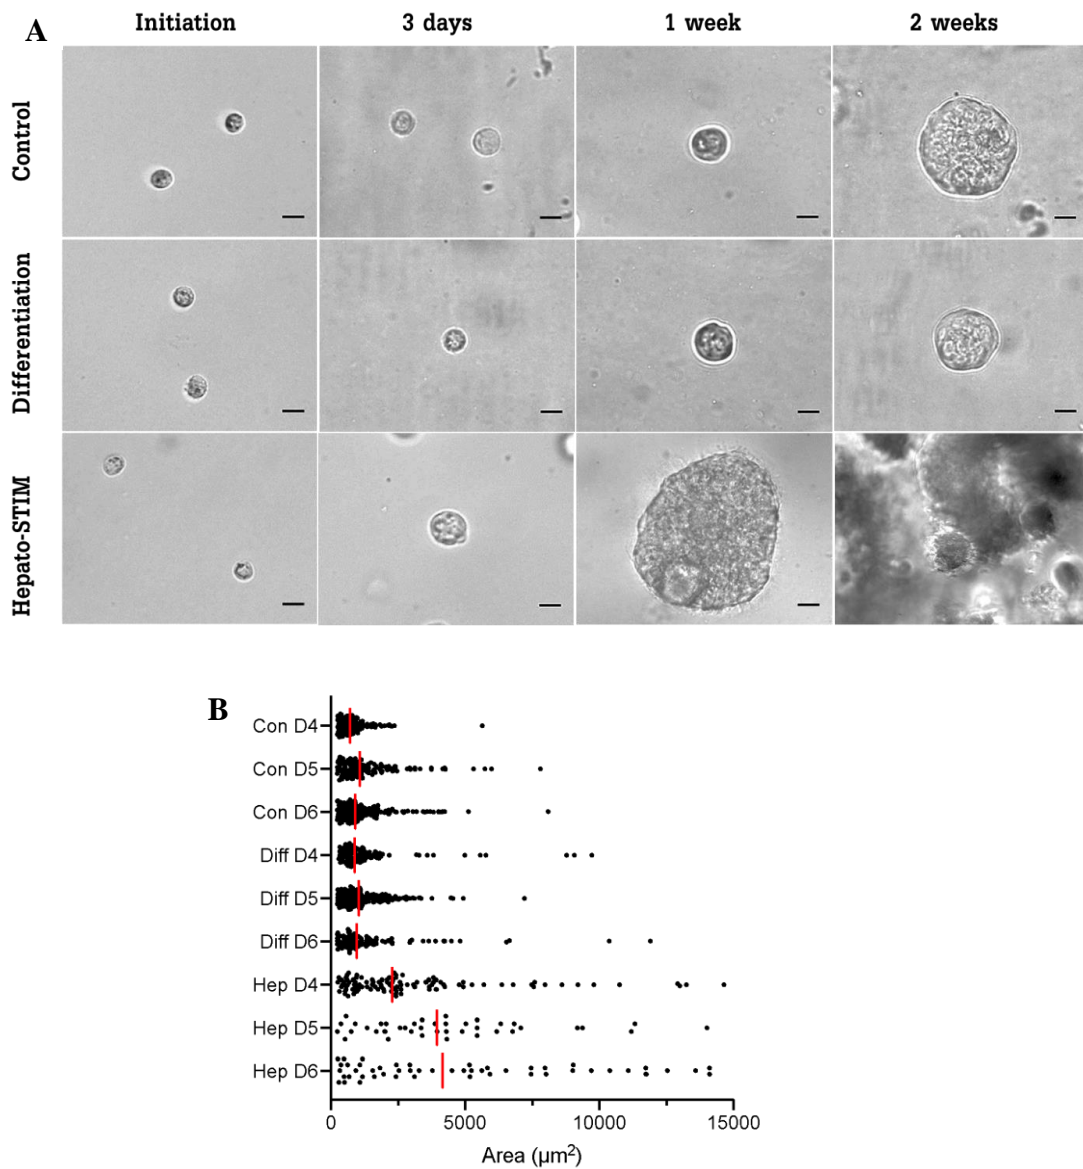 A
Initiation
3 days
1 week
2 weeks
Control
Differentiation
Hepato-STIM
B
Con D4
Con D5
Con D6
Diff D4
Diff D5
Diff D6
Hep D4
Hep D5
Hep D6
0
5000
10000
15000
Area (µm²)